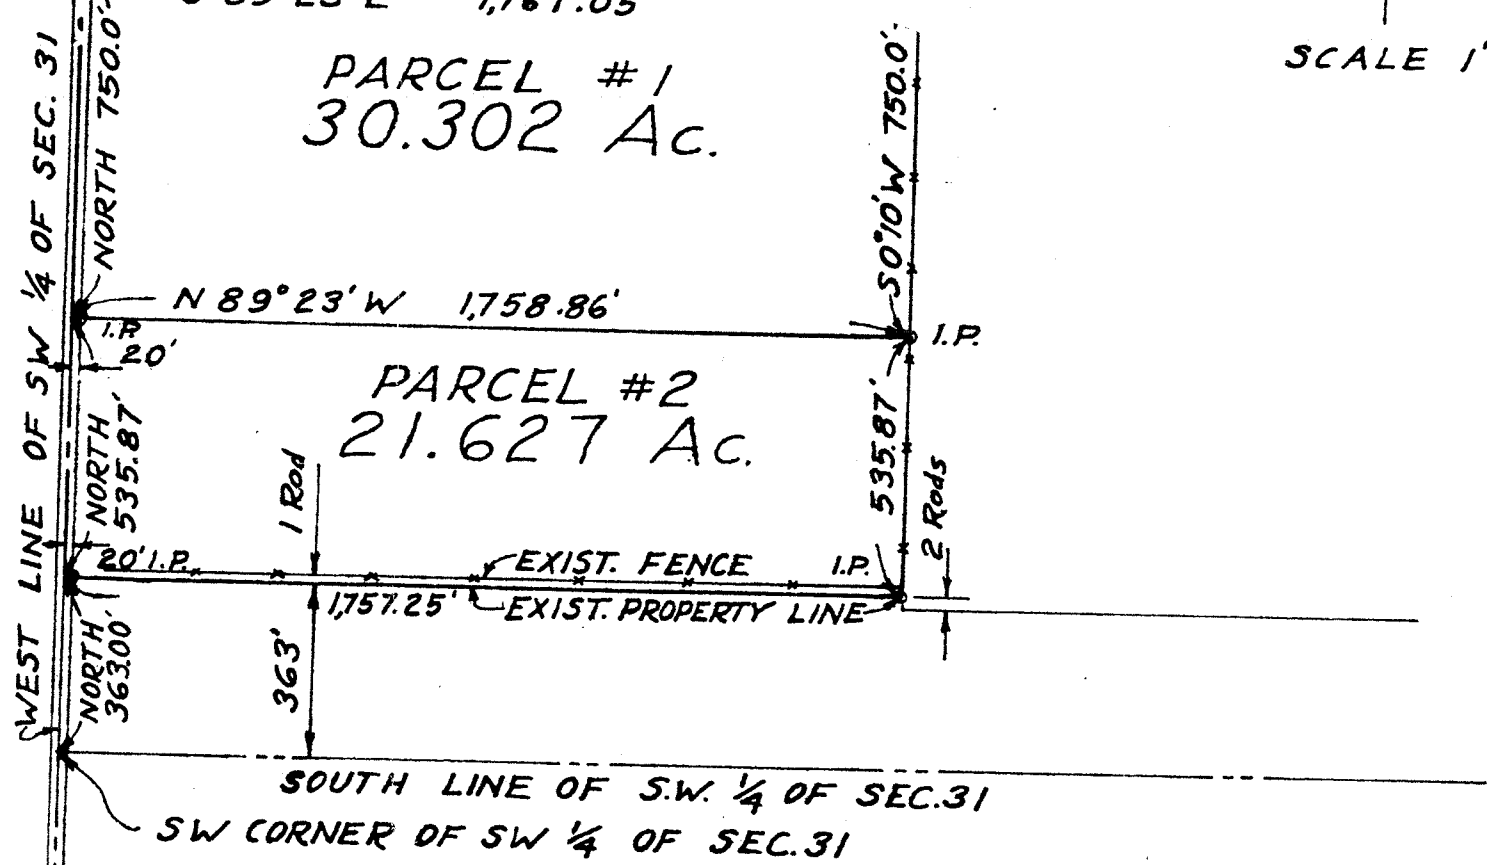 1,761.05
SCALE 1"
WEST LINE OF SW 1/4 OF SEC. 31
NORTH 750.0'
PARCEL #1
30.302 Ac.
S0°10'W 750.0'
N 89°23' W 1,758.86'
I.P.
20'
I.P.
PARCEL #2
21.627 Ac.
NORTH
535.87'
535.87'
1 Rod
2 Rods
20' I.P.
EXIST. FENCE
I.P.
1,757.25'
EXIST. PROPERTY LINE
NORTH
363.00'
363'
SOUTH LINE OF S.W. 1/4 OF SEC.31
SW CORNER OF SW 1/4 OF SEC.31